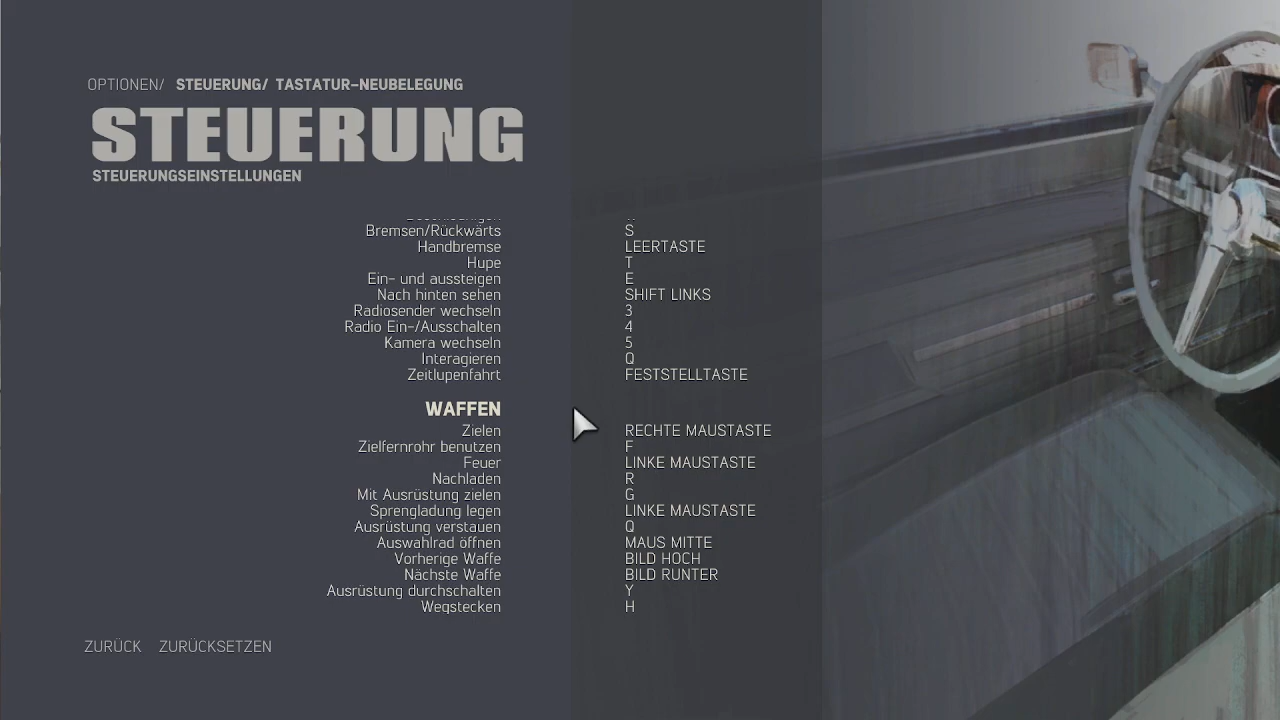 OPTIONEN/ STEUERUNG/ TASTATUR-NEUBELEGUNG
STEUERUNG
STEUERUNGSEINSTELLUNGEN
Bremsen/Rückwärts S
Handbremse LEERTASTE
Hupe T
Ein- und aussteigen E
Nach hinten sehen SHIFT LINKS
Radiosender wechseln 3
Radio Ein-/Ausschalten 4
Kamera wechseln 5
Interagieren Q
Zeitlupenfahrt FESTSTELLTASTE
WAFFEN
Zielen RECHTE MAUSTASTE
Zielfernrohr benutzen F
Feuer LINKE MAUSTASTE
Nachladen R
Mit Ausrüstung zielen G
Sprengladung legen LINKE MAUSTASTE
Ausrüstung verstauen Q
Auswahlrad öffnen MAUS MITTE
Vorherige Waffe BILD HOCH
Nächste Waffe BILD RUNTER
Ausrüstung durchschalten Y
Wegstecken H
ZURÜCK ZURÜCKSETZEN